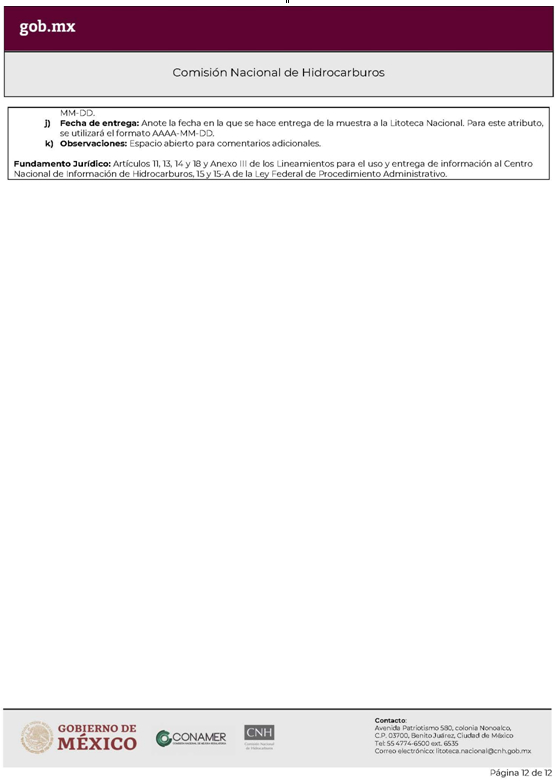 gob.mx
Comisión Nacional de Hidrocarburos
MM-DD.
j) Fecha de entrega: Anote la fecha en la que se hace entrega de la muestra a la Litoteca Nacional. Para este atributo,
se utilizará el formato AAAA-MM-DD.
k) Observaciones: Espacio abierto para comentarios adicionales.
Fundamento Jurídico: Artículos 11, 13, 14 y 18 y Anexo III de los Lineamientos para el uso y entrega de información al Centro
Nacional de Información de Hidrocarburos, 15 y 15-A de la Ley Federal de Procedimiento Administrativo.
GOBIERNO DE
MÉXICO
CONAMER
CNH
Comisión Nacional
de Hidrocarburos
Contacto:
Avenida Patriotismo 580, colonia Nonoalco,
C.P. 03700, Benito Juárez, Ciudad de México
Tel: 55 4774-6500 ext. 6535
Correo electrónico: litoteca.nacional@cnh.gob.mx
Página 12 de 12